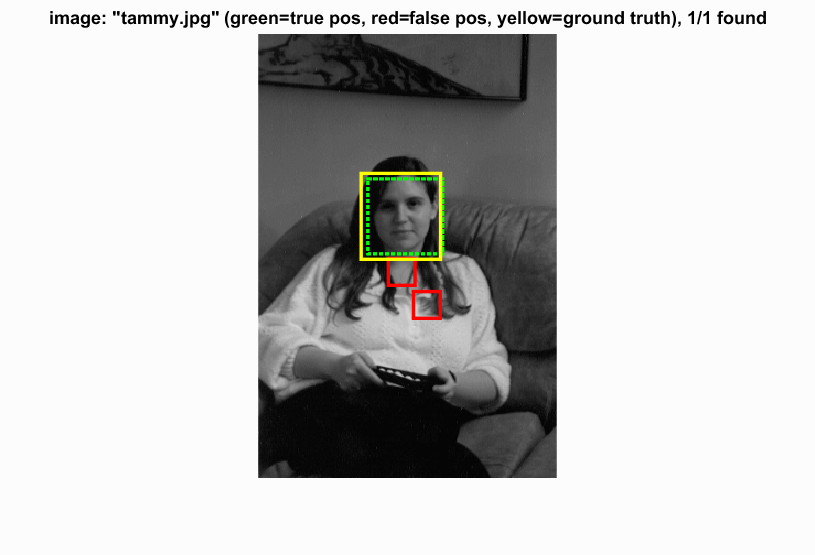 image: "tammy.jpg" (green=true pos, red=false pos, yellow=ground truth), 1/1 found